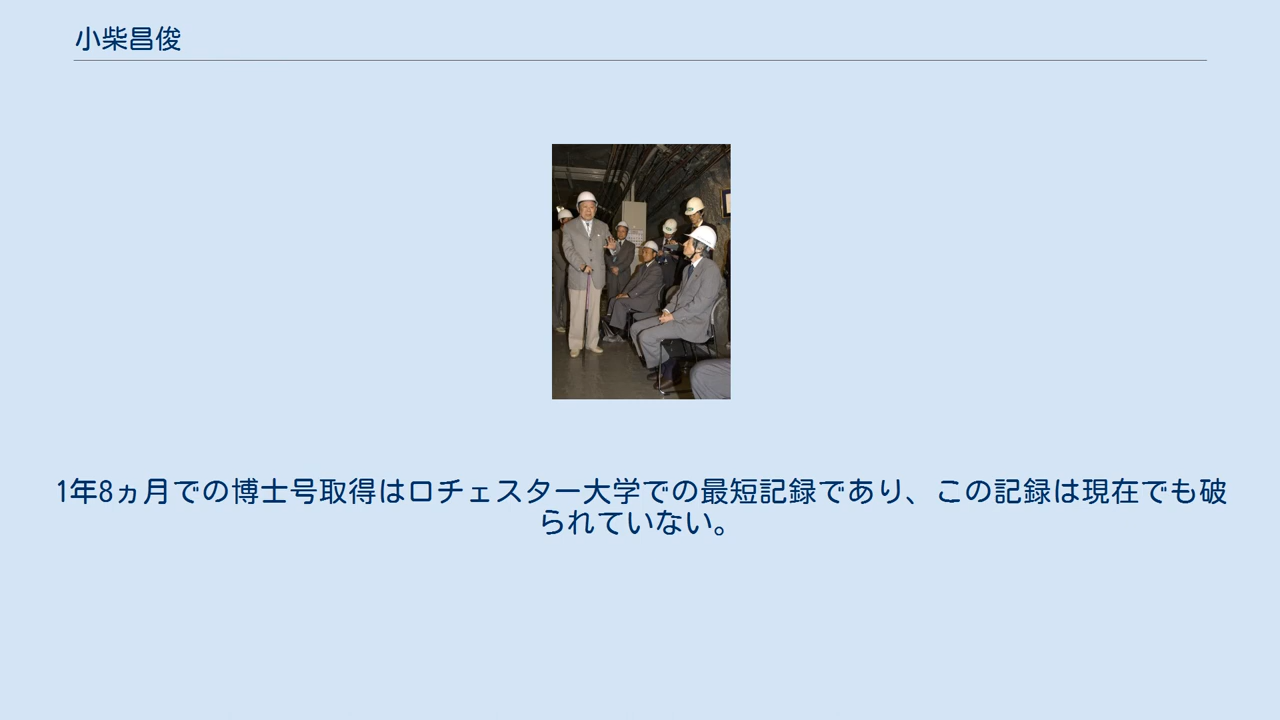 小柴昌俊
1年8ヵ月での博士号取得はロチェスター大学での最短記録であり、この記録は現在でも破
られていない。